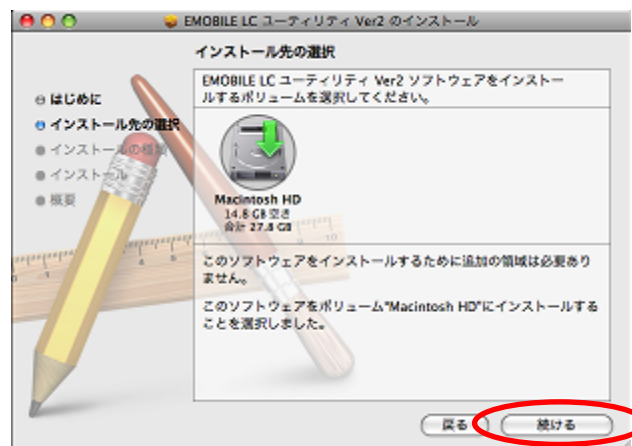 EMOBILE LC ユーティリティ Ver2 のインストール
インストール先の選択
はじめに
インストール先の選択
インストールの種類
インストール
概要
EMOBILE LC ユーティリティ Ver2 ソフトウェアをインストー
ルするボリュームを選択してください。
Macintosh HD
14.8 GB 空き
合計 27.8 GB
このソフトウェアをインストールするために追加の領域は必要あり
ません。
このソフトウェアをボリューム"Macintosh HD"にインストールする
ことを選択しました。
戻る
続ける